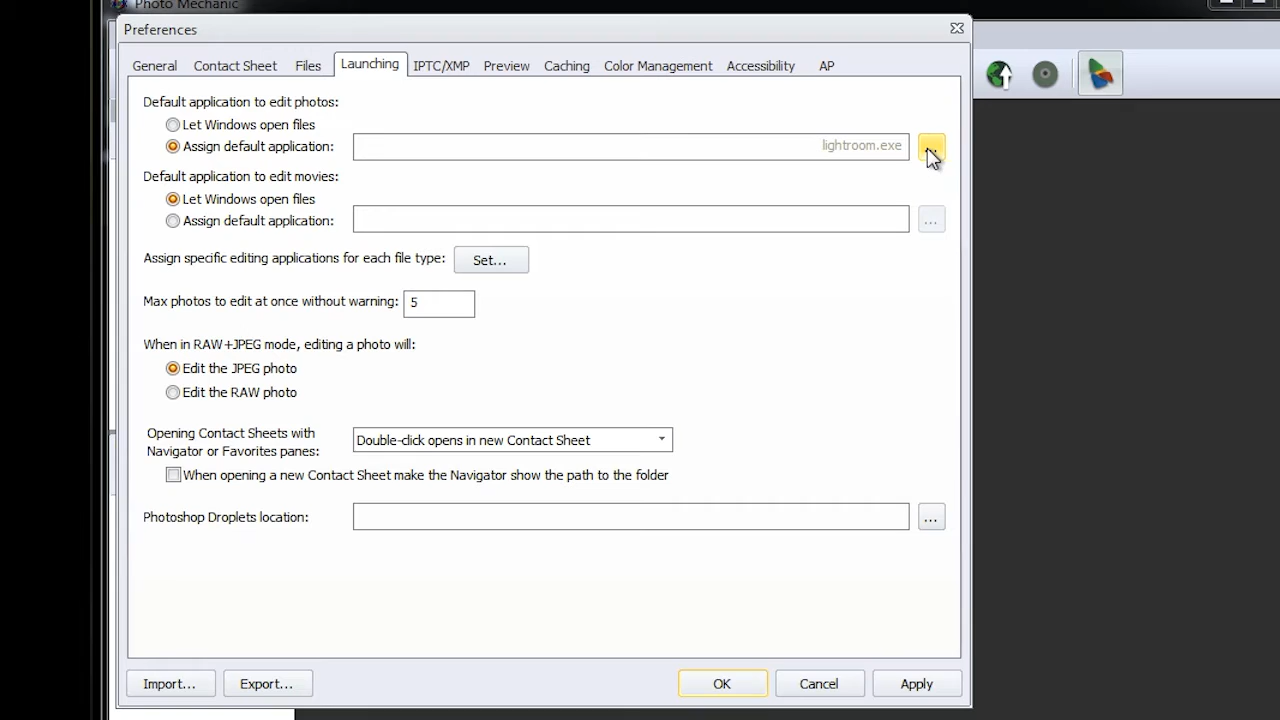 Photo Mechanic
Preferences
General Contact Sheet Files Launching IPTC/XMP Preview Caching Color Management Accessibility AP
Default application to edit photos:
Let Windows open files
Assign default application: lightroom.exe ...
Default application to edit movies:
Let Windows open files
Assign default application: ...
Assign specific editing applications for each file type: Set...
Max photos to edit at once without warning: 5
When in RAW+JPEG mode, editing a photo will:
Edit the JPEG photo
Edit the RAW photo
Opening Contact Sheets with
Navigator or Favorites panes: Double-click opens in new Contact Sheet
When opening a new Contact Sheet make the Navigator show the path to the folder
Photoshop Droplets location: ...
Import... Export... OK Cancel Apply